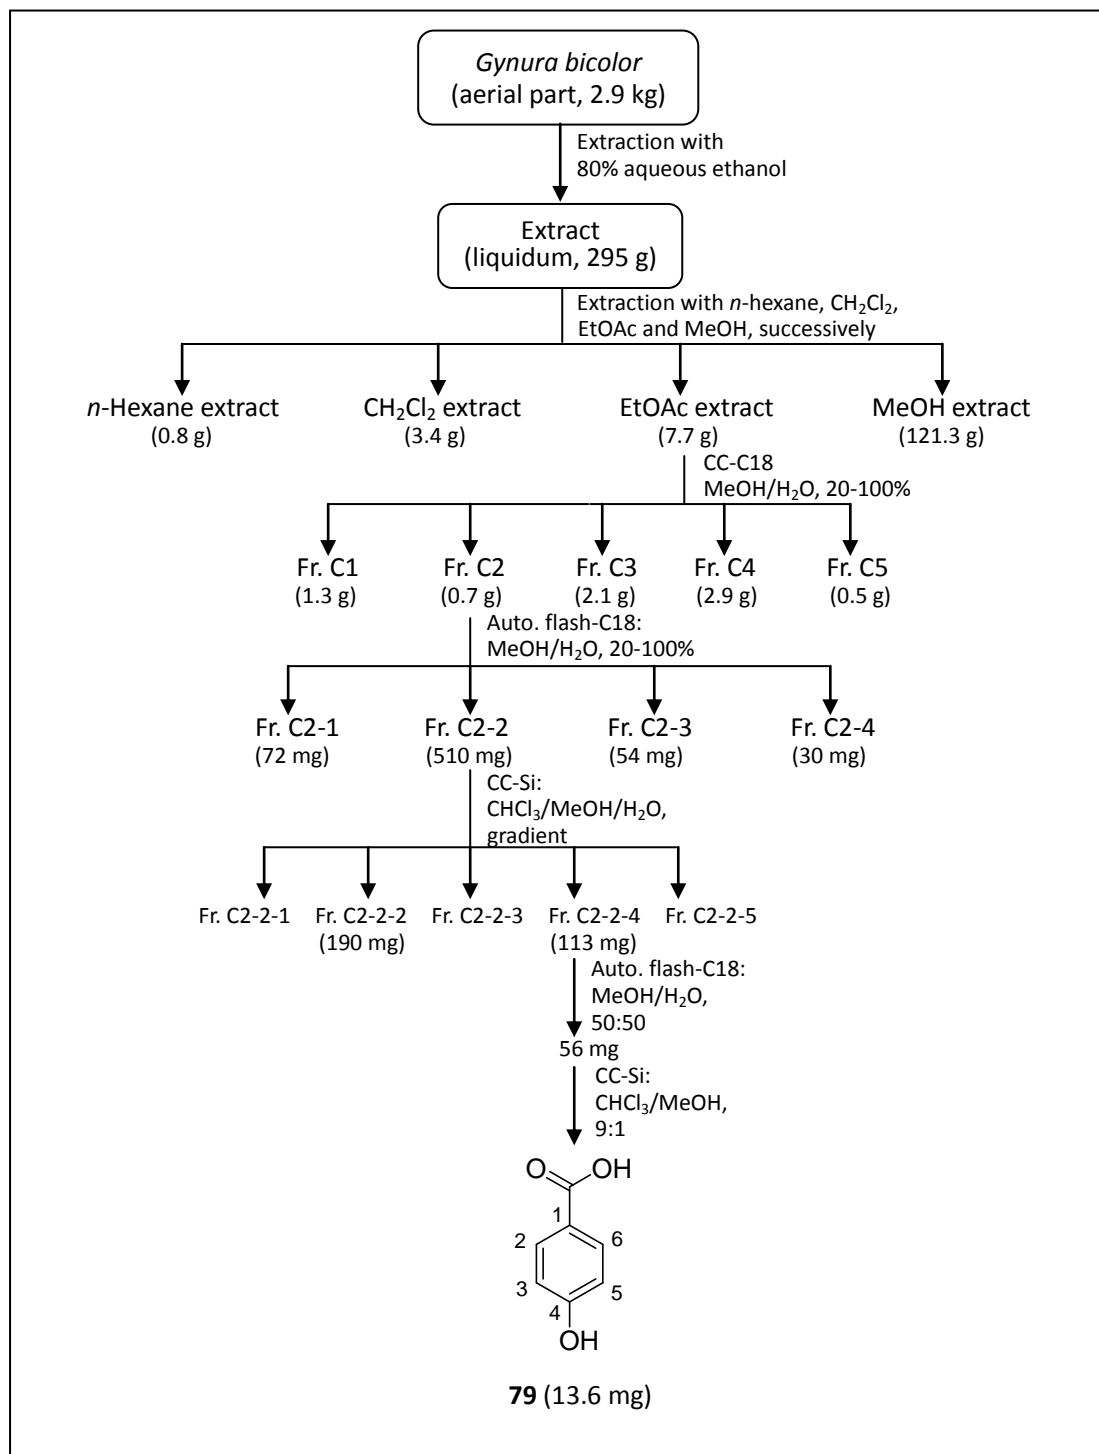 Gynura bicolor
(aerial part, 2.9 kg)
Extraction with
80% aqueous ethanol
Extract
(liquidum, 295 g)
Extraction with n-hexane, CH₂Cl₂,
EtOAc and MeOH, successively
n-Hexane extract
(0.8 g)
CH₂Cl₂ extract
(3.4 g)
EtOAc extract
(7.7 g)
MeOH extract
(121.3 g)
CC-C18
MeOH/H₂O, 20-100%
Fr. C1
(1.3 g)
Fr. C2
(0.7 g)
Fr. C3
(2.1 g)
Fr. C4
(2.9 g)
Fr. C5
(0.5 g)
Auto. flash-C18:
MeOH/H₂O, 20-100%
Fr. C2-1
(72 mg)
Fr. C2-2
(510 mg)
Fr. C2-3
(54 mg)
Fr. C2-4
(30 mg)
CC-Si:
CHCl₃/MeOH/H₂O,
gradient
Fr. C2-2-1
Fr. C2-2-2
(190 mg)
Fr. C2-2-3
Fr. C2-2-4
(113 mg)
Fr. C2-2-5
Auto. flash-C18:
MeOH/H₂O,
50:50
56 mg
CC-Si:
CHCl₃/MeOH,
9:1
O
OH
1
2
6
3
5
4
OH
79 (13.6 mg)